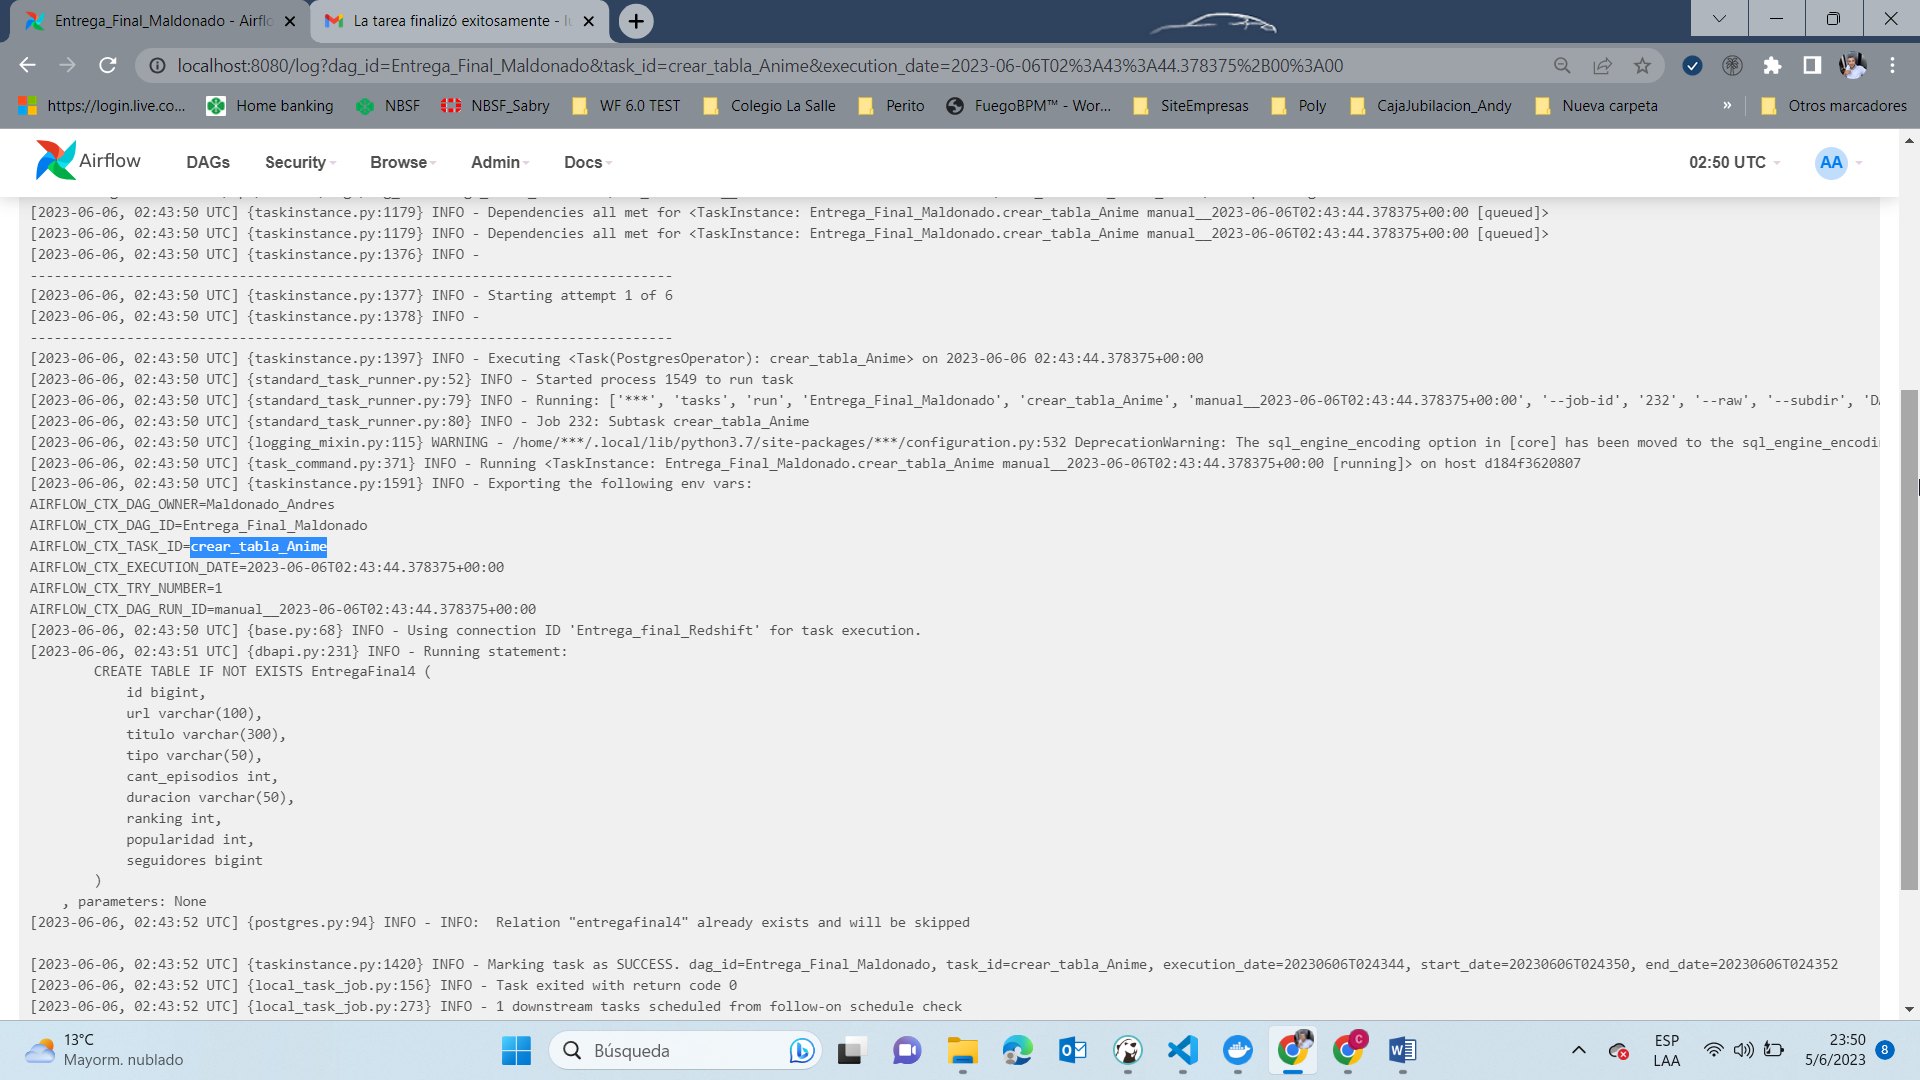 Entrega_Final_Maldonado - Airflo
La tarea finalizó exitosamente - lu
localhost:8080/log?dag_id=Entrega_Final_Maldonado&task_id=crear_tabla_Anime&execution_date=2023-06-06T02%3A43%3A44.378375%2B00%3A00
https://login.live.co... Home banking NBSF NBSF_Sabry WF 6.0 TEST Colegio La Salle Perito FuegoBPM™ - Wor... SiteEmpresas Poly CajaJubilacion_Andy Nueva carpeta » Otros marcadores
Airflow DAGs Security Browse Admin Docs 02:50 UTC AA
[2023-06-06, 02:43:50 UTC] {taskinstance.py:1179} INFO - Dependencies all met for <TaskInstance: Entrega_Final_Maldonado.crear_tabla_Anime manual__2023-06-06T02:43:44.378375+00:00 [queued]>
[2023-06-06, 02:43:50 UTC] {taskinstance.py:1179} INFO - Dependencies all met for <TaskInstance: Entrega_Final_Maldonado.crear_tabla_Anime manual__2023-06-06T02:43:44.378375+00:00 [queued]>
[2023-06-06, 02:43:50 UTC] {taskinstance.py:1376} INFO -
--------------------------------------------------------------------------------
[2023-06-06, 02:43:50 UTC] {taskinstance.py:1377} INFO - Starting attempt 1 of 6
[2023-06-06, 02:43:50 UTC] {taskinstance.py:1378} INFO -
--------------------------------------------------------------------------------
[2023-06-06, 02:43:50 UTC] {taskinstance.py:1397} INFO - Executing <Task(PostgresOperator): crear_tabla_Anime> on 2023-06-06 02:43:44.378375+00:00
[2023-06-06, 02:43:50 UTC] {standard_task_runner.py:52} INFO - Started process 1549 to run task
[2023-06-06, 02:43:50 UTC] {standard_task_runner.py:79} INFO - Running: ['***', 'tasks', 'run', 'Entrega_Final_Maldonado', 'crear_tabla_Anime', 'manual__2023-06-06T02:43:44.378375+00:00', '--job-id', '232', '--raw', '--subdir', 'DA
[2023-06-06, 02:43:50 UTC] {standard_task_runner.py:80} INFO - Job 232: Subtask crear_tabla_Anime
[2023-06-06, 02:43:50 UTC] {logging_mixin.py:115} WARNING - /home/***/.local/lib/python3.7/site-packages/***/configuration.py:532 DeprecationWarning: The sql_engine_encoding option in [core] has been moved to the sql_engine_encodi
[2023-06-06, 02:43:50 UTC] {task_command.py:371} INFO - Running <TaskInstance: Entrega_Final_Maldonado.crear_tabla_Anime manual__2023-06-06T02:43:44.378375+00:00 [running]> on host d184f3620807
[2023-06-06, 02:43:50 UTC] {taskinstance.py:1591} INFO - Exporting the following env vars:
AIRFLOW_CTX_DAG_OWNER=Maldonado_Andres
AIRFLOW_CTX_DAG_ID=Entrega_Final_Maldonado
AIRFLOW_CTX_TASK_ID=crear_tabla_Anime
AIRFLOW_CTX_EXECUTION_DATE=2023-06-06T02:43:44.378375+00:00
AIRFLOW_CTX_TRY_NUMBER=1
AIRFLOW_CTX_DAG_RUN_ID=manual__2023-06-06T02:43:44.378375+00:00
[2023-06-06, 02:43:50 UTC] {base.py:68} INFO - Using connection ID 'Entrega_final_Redshift' for task execution.
[2023-06-06, 02:43:51 UTC] {dbapi.py:231} INFO - Running statement:
CREATE TABLE IF NOT EXISTS EntregaFinal4 (
id bigint,
url varchar(100),
titulo varchar(300),
tipo varchar(50),
cant_episodios int,
duracion varchar(50),
ranking int,
popularidad int,
seguidores bigint
)
, parameters: None
[2023-06-06, 02:43:52 UTC] {postgres.py:94} INFO - INFO:  Relation "entregafinal4" already exists and will be skipped
[2023-06-06, 02:43:52 UTC] {taskinstance.py:1420} INFO - Marking task as SUCCESS. dag_id=Entrega_Final_Maldonado, task_id=crear_tabla_Anime, execution_date=20230606T024344, start_date=20230606T024350, end_date=20230606T024352
[2023-06-06, 02:43:52 UTC] {local_task_job.py:156} INFO - Task exited with return code 0
[2023-06-06, 02:43:52 UTC] {local_task_job.py:273} INFO - 1 downstream tasks scheduled from follow-on schedule check
13°C
Mayorm. nublado
Búsqueda
ESP
LAA
23:50
5/6/2023
8